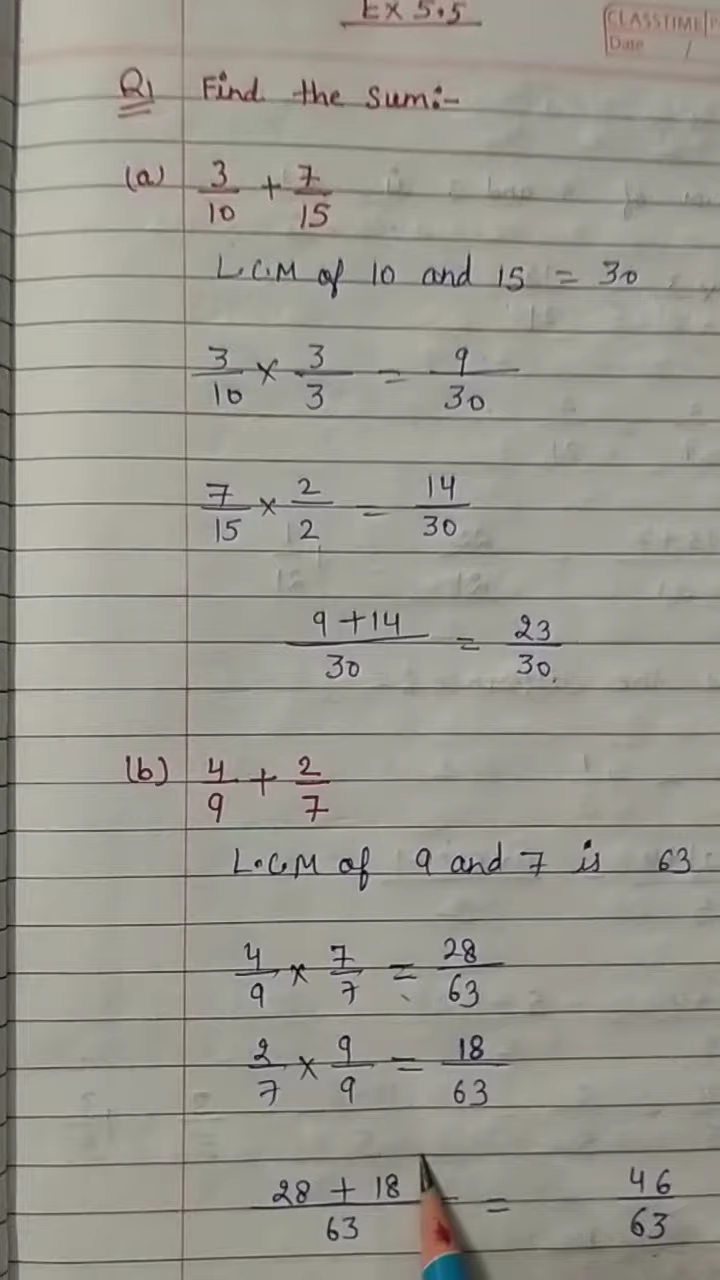 Ex 5.5
CLASSTIME
Date /
Q1 Find the sum:-
(a) 3/10 + 7/15
L.C.M of 10 and 15 = 30
3/10 × 3/3 = 9/30
7/15 × 2/2 = 14/30
9+14/30 = 23/30.
(b) 4/9 + 2/7
L.C.M of 9 and 7 is 63
4/9 × 7/7 = 28/63
2/7 × 9/9 = 18/63
28 + 18/63 = 46/63